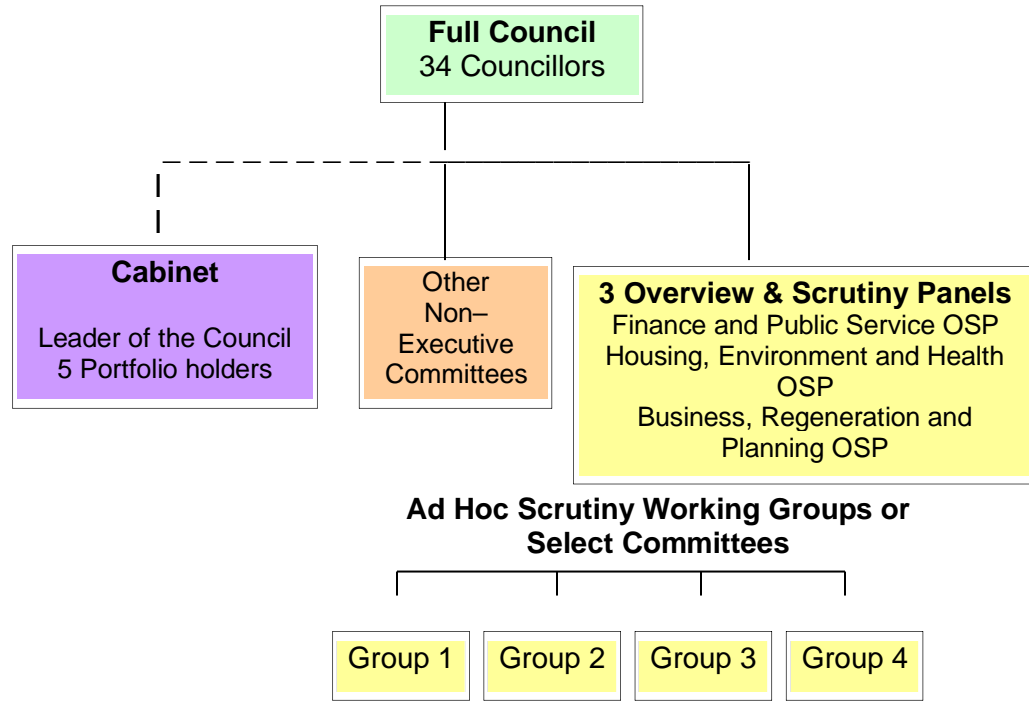 Full Council
34 Councillors
Cabinet
Leader of the Council
5 Portfolio holders
Other
Non–
Executive
Committees
3 Overview & Scrutiny Panels
Finance and Public Service OSP
Housing, Environment and Health
OSP
Business, Regeneration and
Planning OSP
Ad Hoc Scrutiny Working Groups or
Select Committees
Group 1
Group 2
Group 3
Group 4